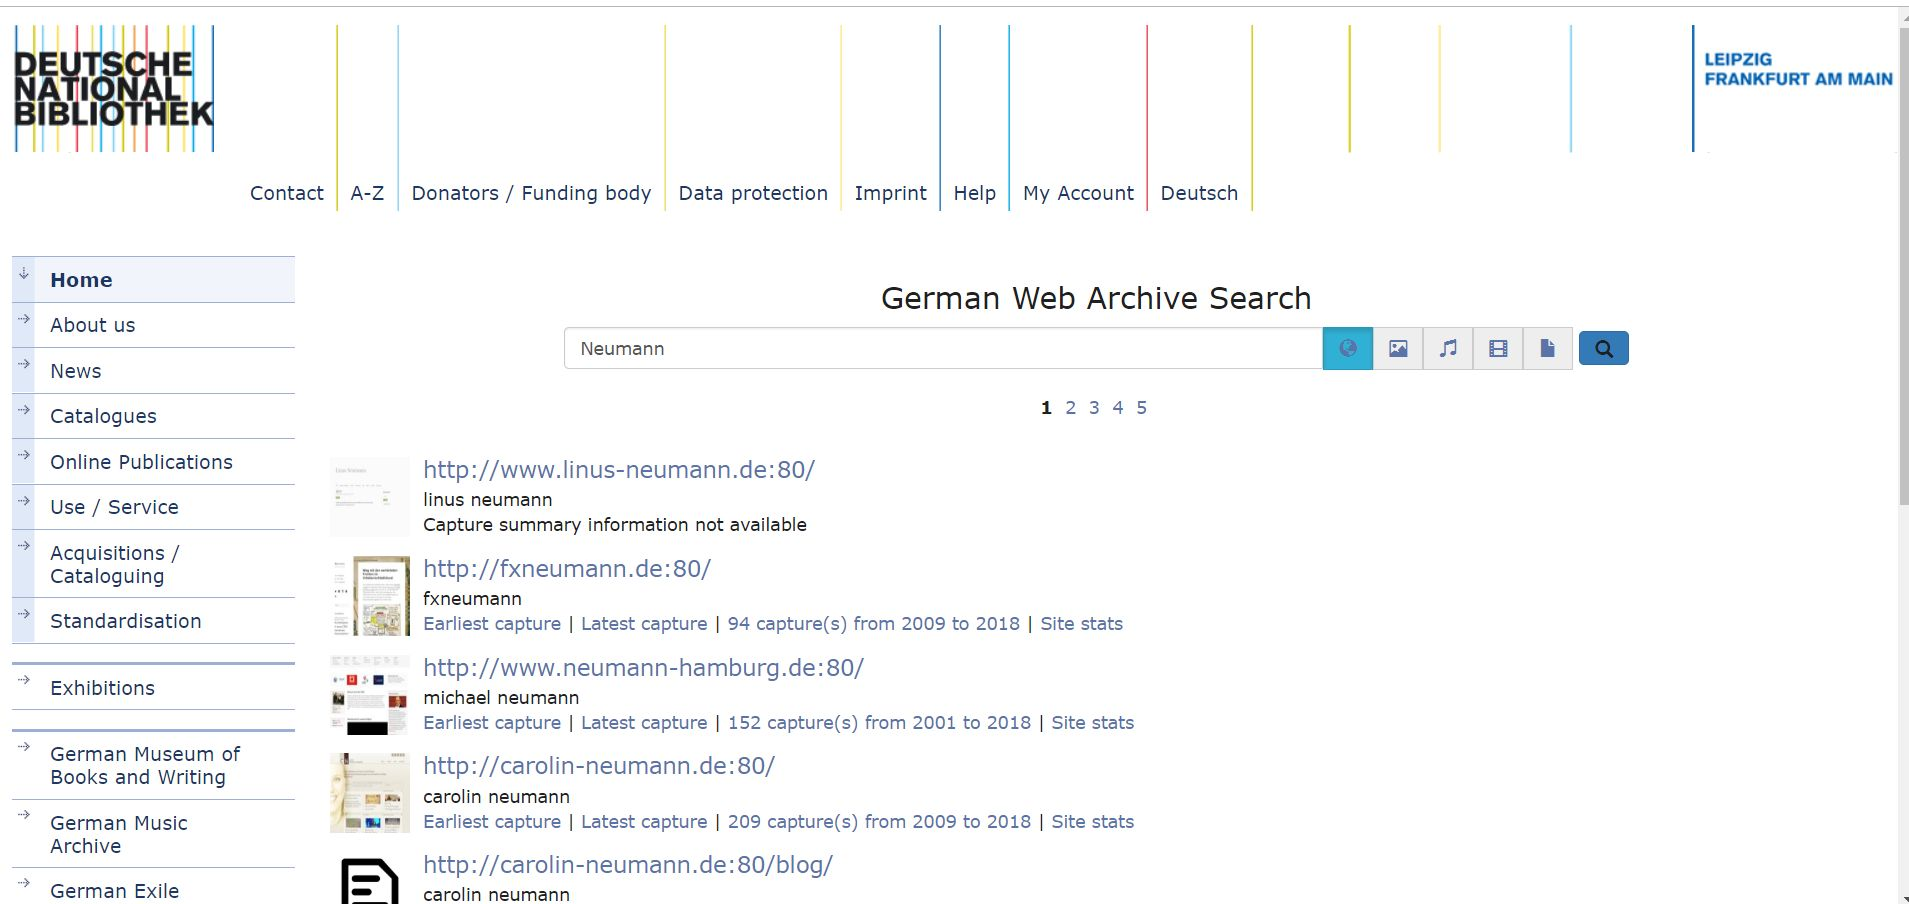 DEUTSCHE
NATIONAL
BIBLIOTHEK
LEIPZIG
FRANKFURT AM MAIN
Contact
A-Z
Donators / Funding body
Data protection
Imprint
Help
My Account
Deutsch
Home
About us
News
Catalogues
Online Publications
Use / Service
Acquisitions /
Cataloguing
Standardisation
Exhibitions
German Museum of
Books and Writing
German Music
Archive
German Exile
German Web Archive Search
Neumann
1 2 3 4 5
http://www.linus-neumann.de:80/
linus neumann
Capture summary information not available
http://fxneumann.de:80/
fxneumann
Earliest capture | Latest capture | 94 capture(s) from 2009 to 2018 | Site stats
http://www.neumann-hamburg.de:80/
michael neumann
Earliest capture | Latest capture | 152 capture(s) from 2001 to 2018 | Site stats
http://carolin-neumann.de:80/
carolin neumann
Earliest capture | Latest capture | 209 capture(s) from 2009 to 2018 | Site stats
http://carolin-neumann.de:80/blog/
carolin neumann